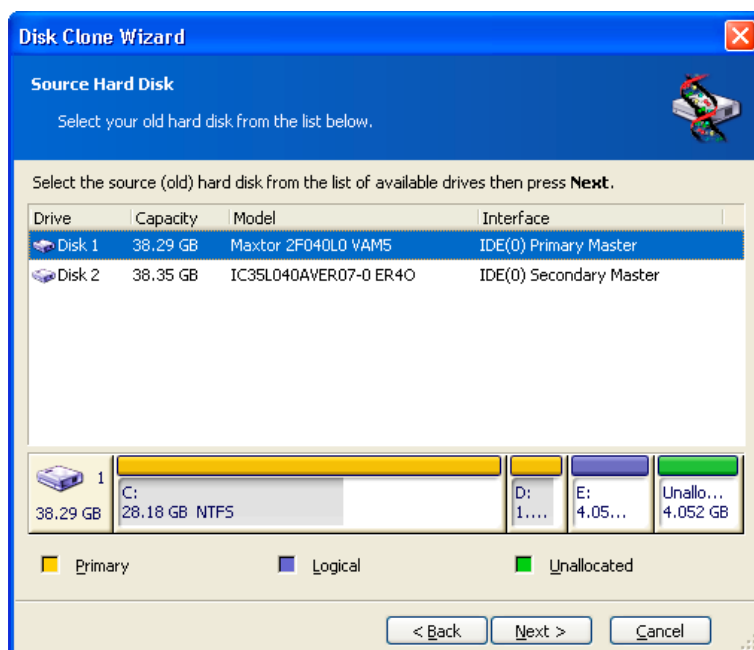 Disk Clone Wizard
Source Hard Disk
Select your old hard disk from the list below.
Select the source (old) hard disk from the list of available drives then press Next.
Drive Capacity Model Interface
Disk 1 38.29 GB Maxtor 2F040L0 VAM5 IDE(0) Primary Master
Disk 2 38.35 GB IC35L040AVER07-0 ER4O IDE(0) Secondary Master
1
38.29 GB
C:
28.18 GB NTFS
D:
1....
E:
4.05...
Unallo...
4.052 GB
Primary Logical Unallocated
< Back Next > Cancel